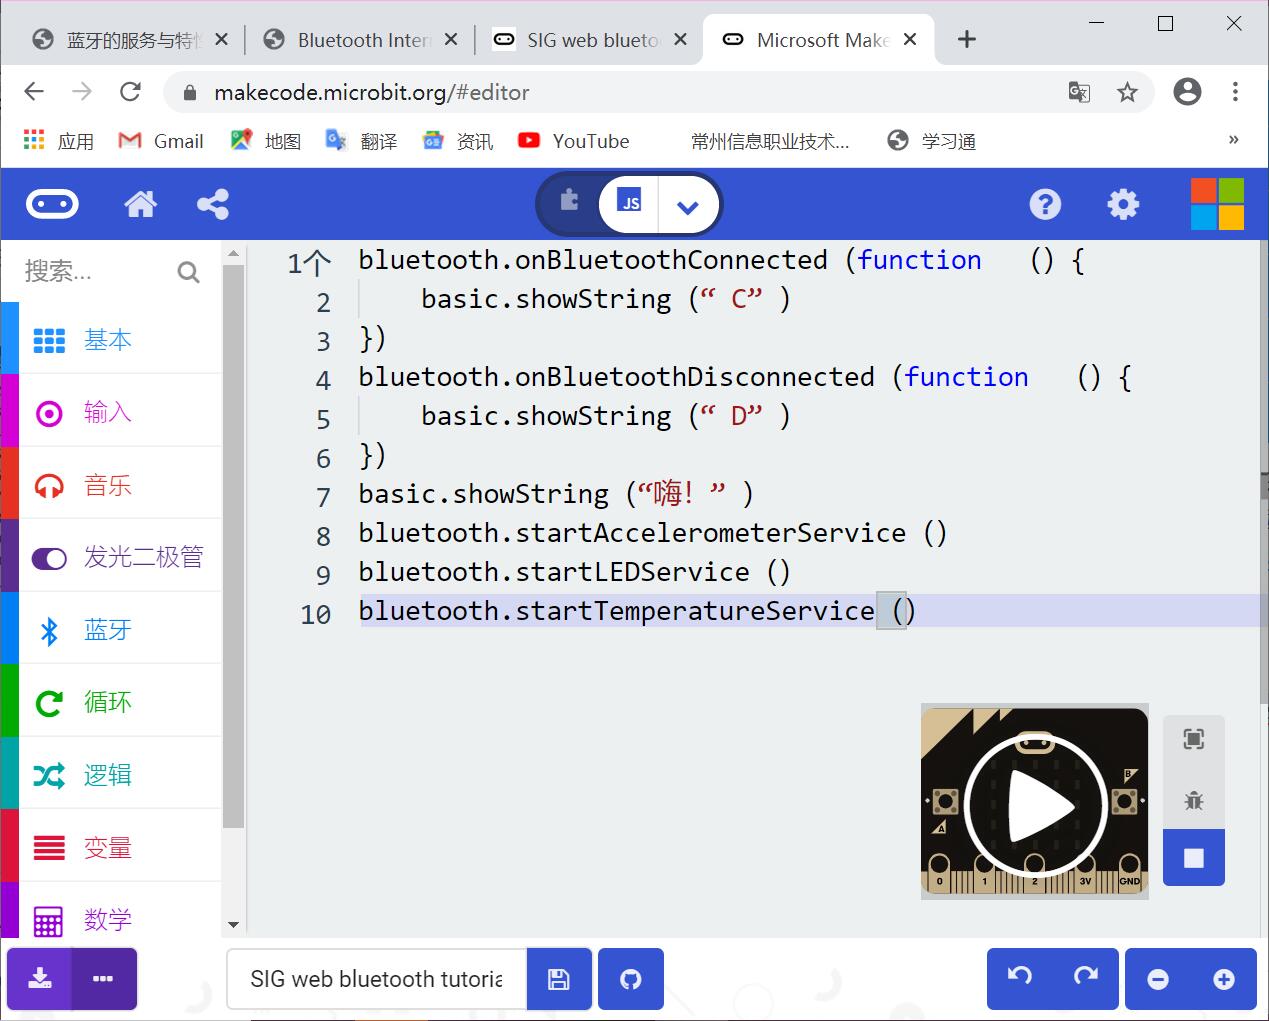 蓝牙的服务与特性
Bluetooth Inter
SIG web blueto
Microsoft Make
makecode.microbit.org/#editor
应用
Gmail
地图
翻译
资讯
YouTube
常州信息职业技术...
学习通
»
JS
搜索...
基本
输入
音乐
发光二极管
蓝牙
循环
逻辑
变量
数学
1个 bluetooth.onBluetoothConnected (function () {
2 basic.showString (“ C” )
3 })
4 bluetooth.onBluetoothDisconnected (function () {
5 basic.showString (“ D” )
6 })
7 basic.showString (“嗨！” )
8 bluetooth.startAccelerometerService ()
9 bluetooth.startLEDService ()
10 bluetooth.startTemperatureService ()
B
A
0 1 2 3V GND
SIG web bluetooth tutoria